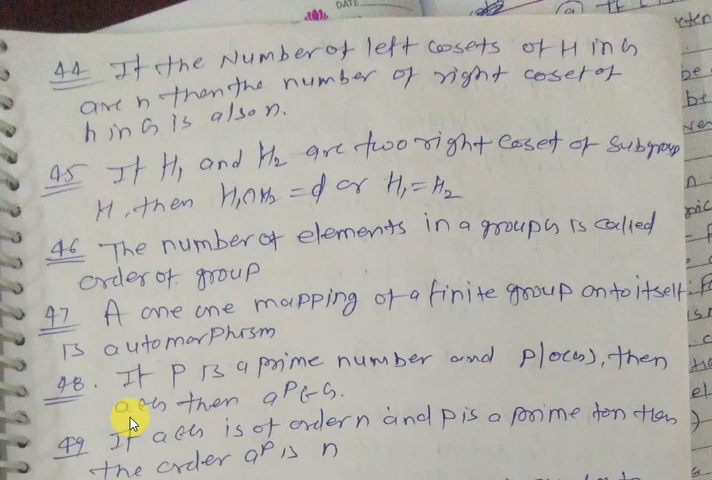 DATE
44 If the Number of left cosets of H in G
are n then the number of right coset of
h in G is also n.
45 If H₁ and H₂ are two right coset of subgroup
H, then H₁∩H₂ = d or H₁ = H₂
46 The number of elements in a group G is called
order of group
47 A one one mapping of a finite group onto itself
is automorphism
48. If P is a prime number and P|o(G), then
a∈G then aᴾ∈G.
49 If a∈G is of order n and p is a prime to n then
the order aᴾ is n